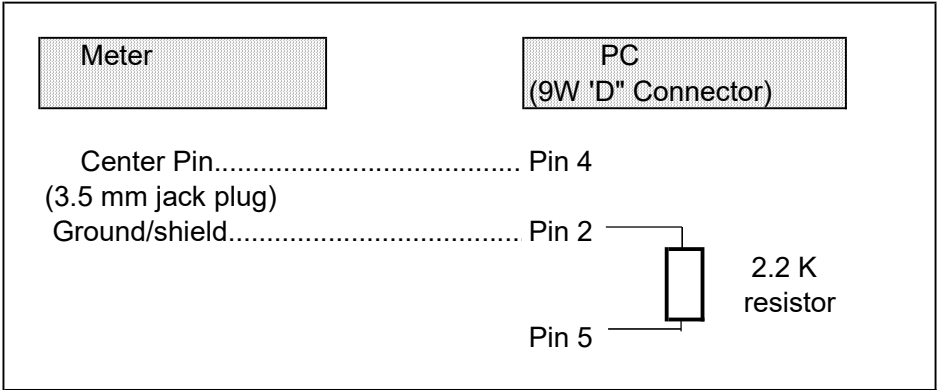 Meter
PC
(9W 'D" Connector)
Center Pin........................................ Pin 4
(3.5 mm jack plug)
Ground/shield...................................... Pin 2
2.2 K
resistor
Pin 5